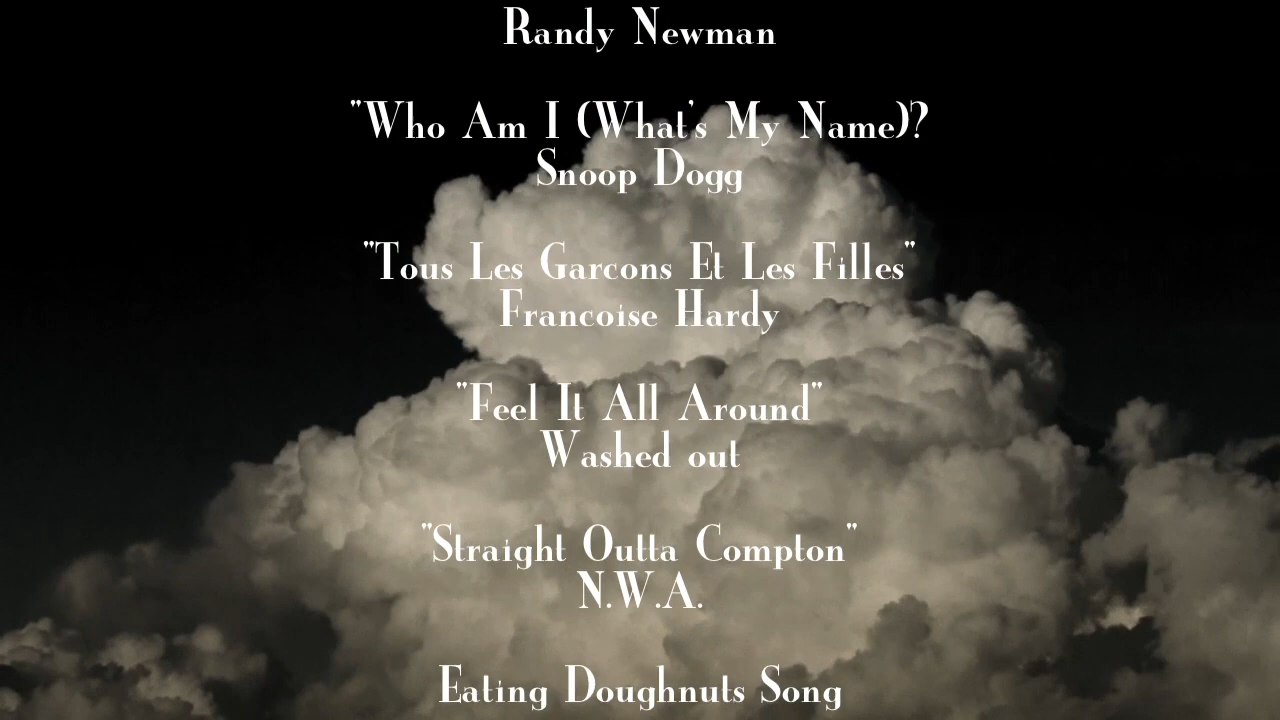 Randy Newman
"Who Am I (What's My Name)?
Snoop Dogg
"Tous Les Garcons Et Les Filles"
Francoise Hardy
"Feel It All Around"
Washed out
"Straight Outta Compton"
N.W.A.
Eating Doughnuts Song